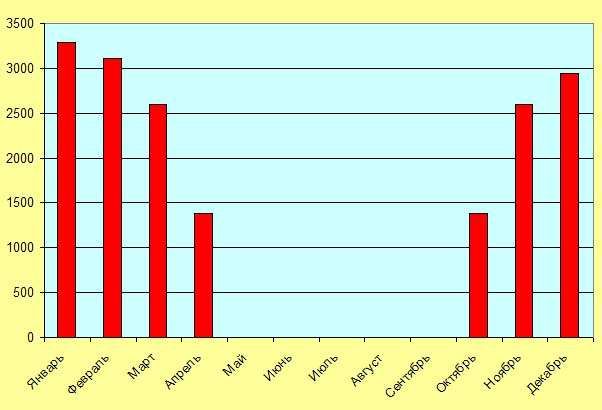 3500
3000
2500
2000
1500
1000
500
0
Январь
Февраль
Март
Апрель
Май
Июнь
Июль
Август
Сентябрь
Октябрь
Ноябрь
Декабрь